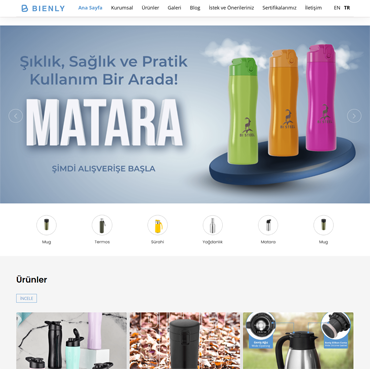 BIENLY
Ana Sayfa Kurumsal Ürünler Galeri Blog İstek ve Önerileriniz Sertifikalarımız İletişim EN TR
Şıklık, Sağlık ve Pratik
Kullanım Bir Arada!
MATARA
ŞİMDİ ALIŞVERİŞE BAŞLA
Mug Termos Sürahi Yağdanlık Matara Mug
Ürünler
İNCELE